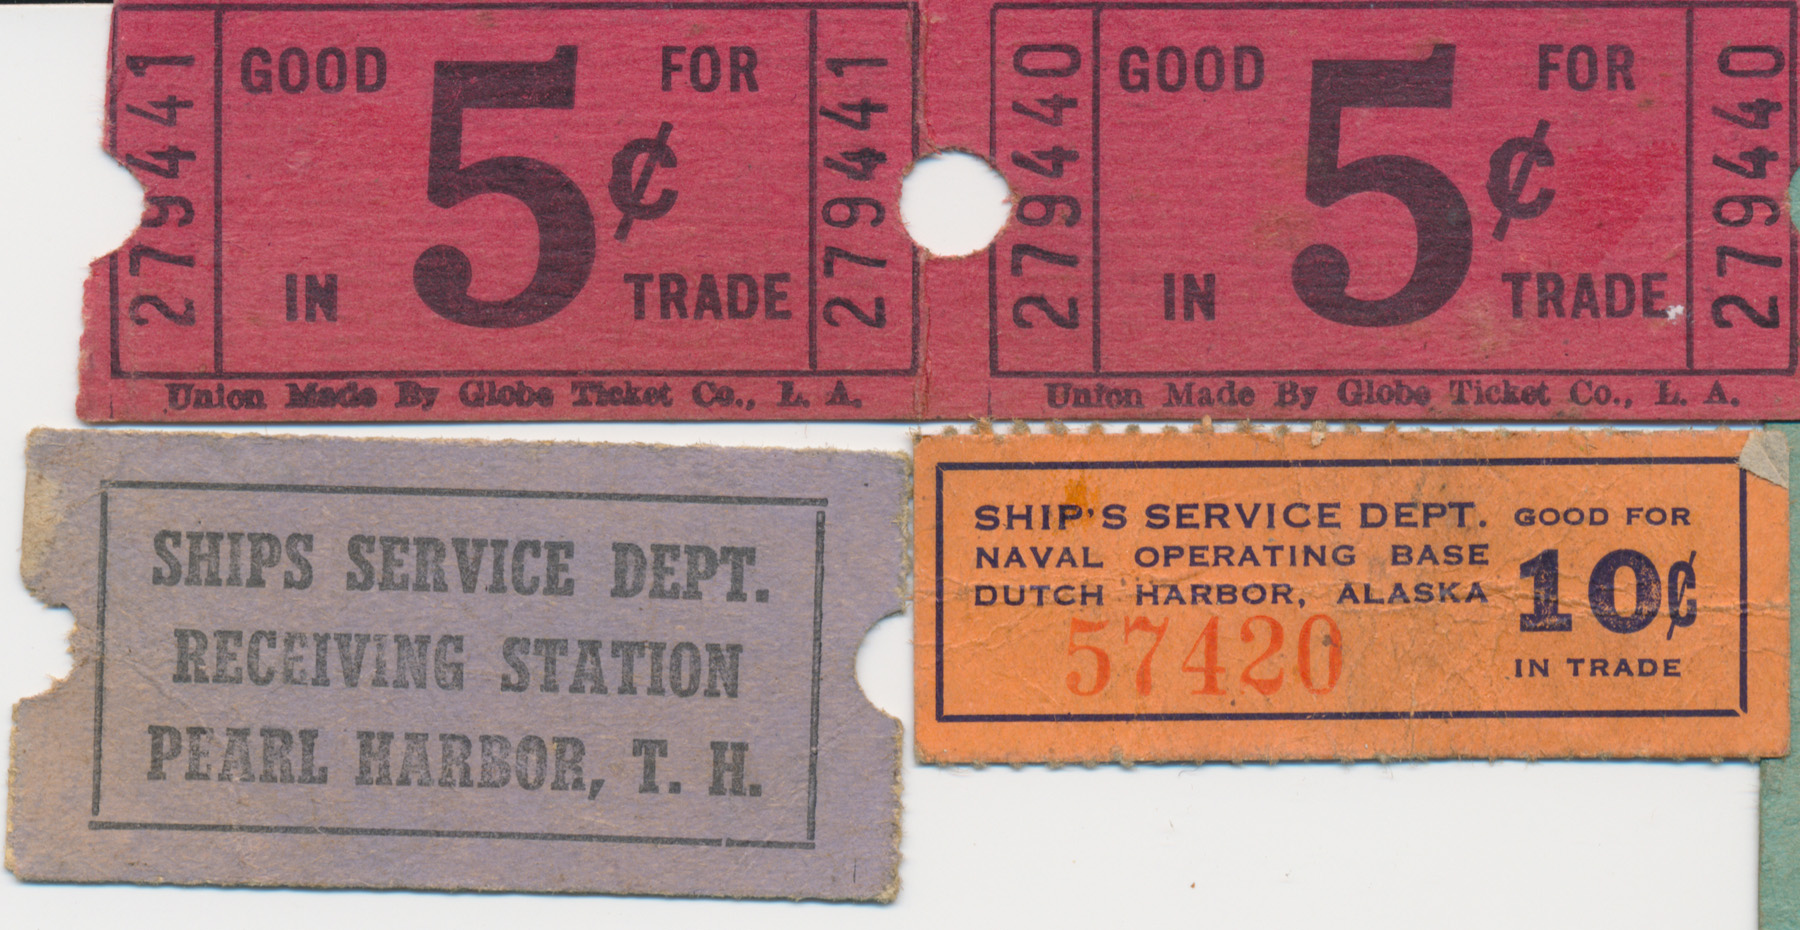 279441
GOOD 5¢ FOR
IN TRADE
279441
Union Made By Globe Ticket Co., L. A.
279440
GOOD 5¢ FOR
IN TRADE
279440
Union Made By Globe Ticket Co., L. A.
SHIPS SERVICE DEPT.
RECEIVING STATION
PEARL HARBOR, T. H.
SHIP'S SERVICE DEPT.
NAVAL OPERATING BASE
DUTCH HARBOR, ALASKA
57420
GOOD FOR
10¢
IN TRADE